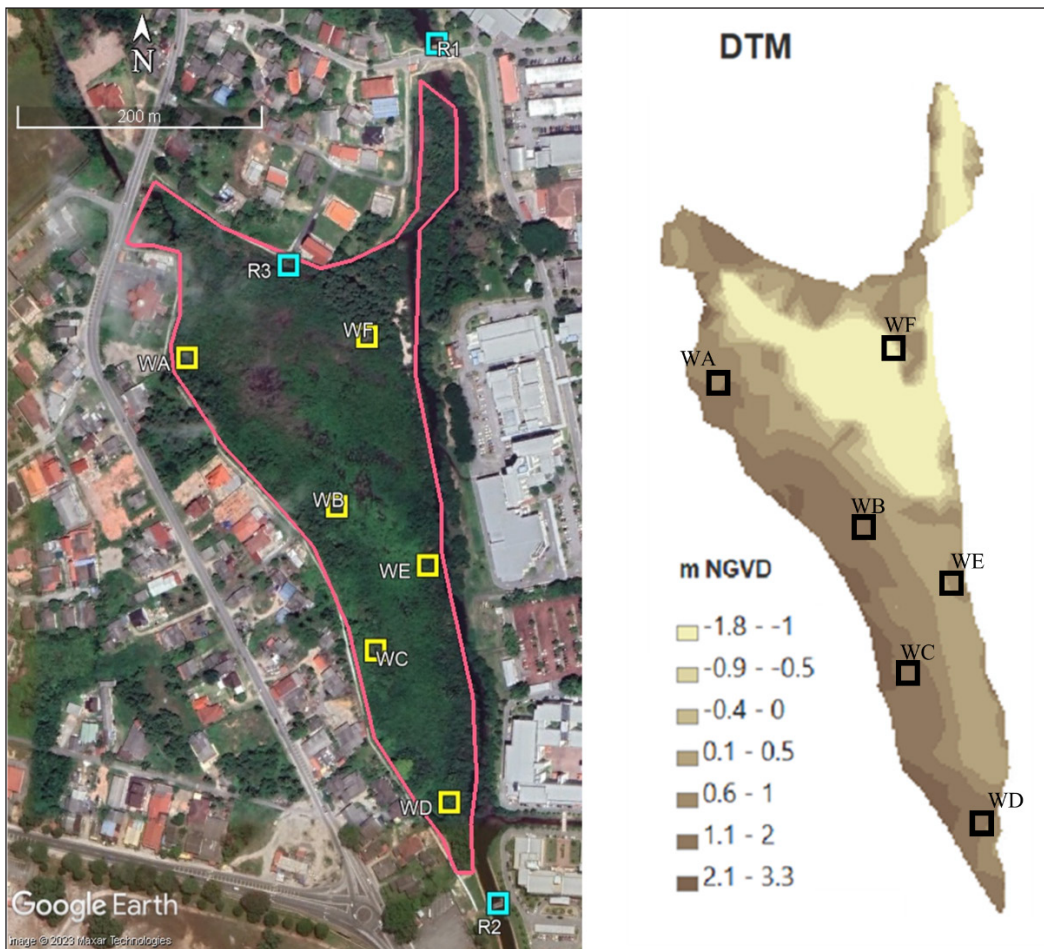 N
200 m
R1
R3
WF
WA
WB
WE
WC
WD
R2
Google Earth
Image © 2023 Maxar Technologies
DTM
WF
WA
WB
WE
WC
WD
m NGVD
-1.8 - -1
-0.9 - -0.5
-0.4 - 0
0.1 - 0.5
0.6 - 1
1.1 - 2
2.1 - 3.3